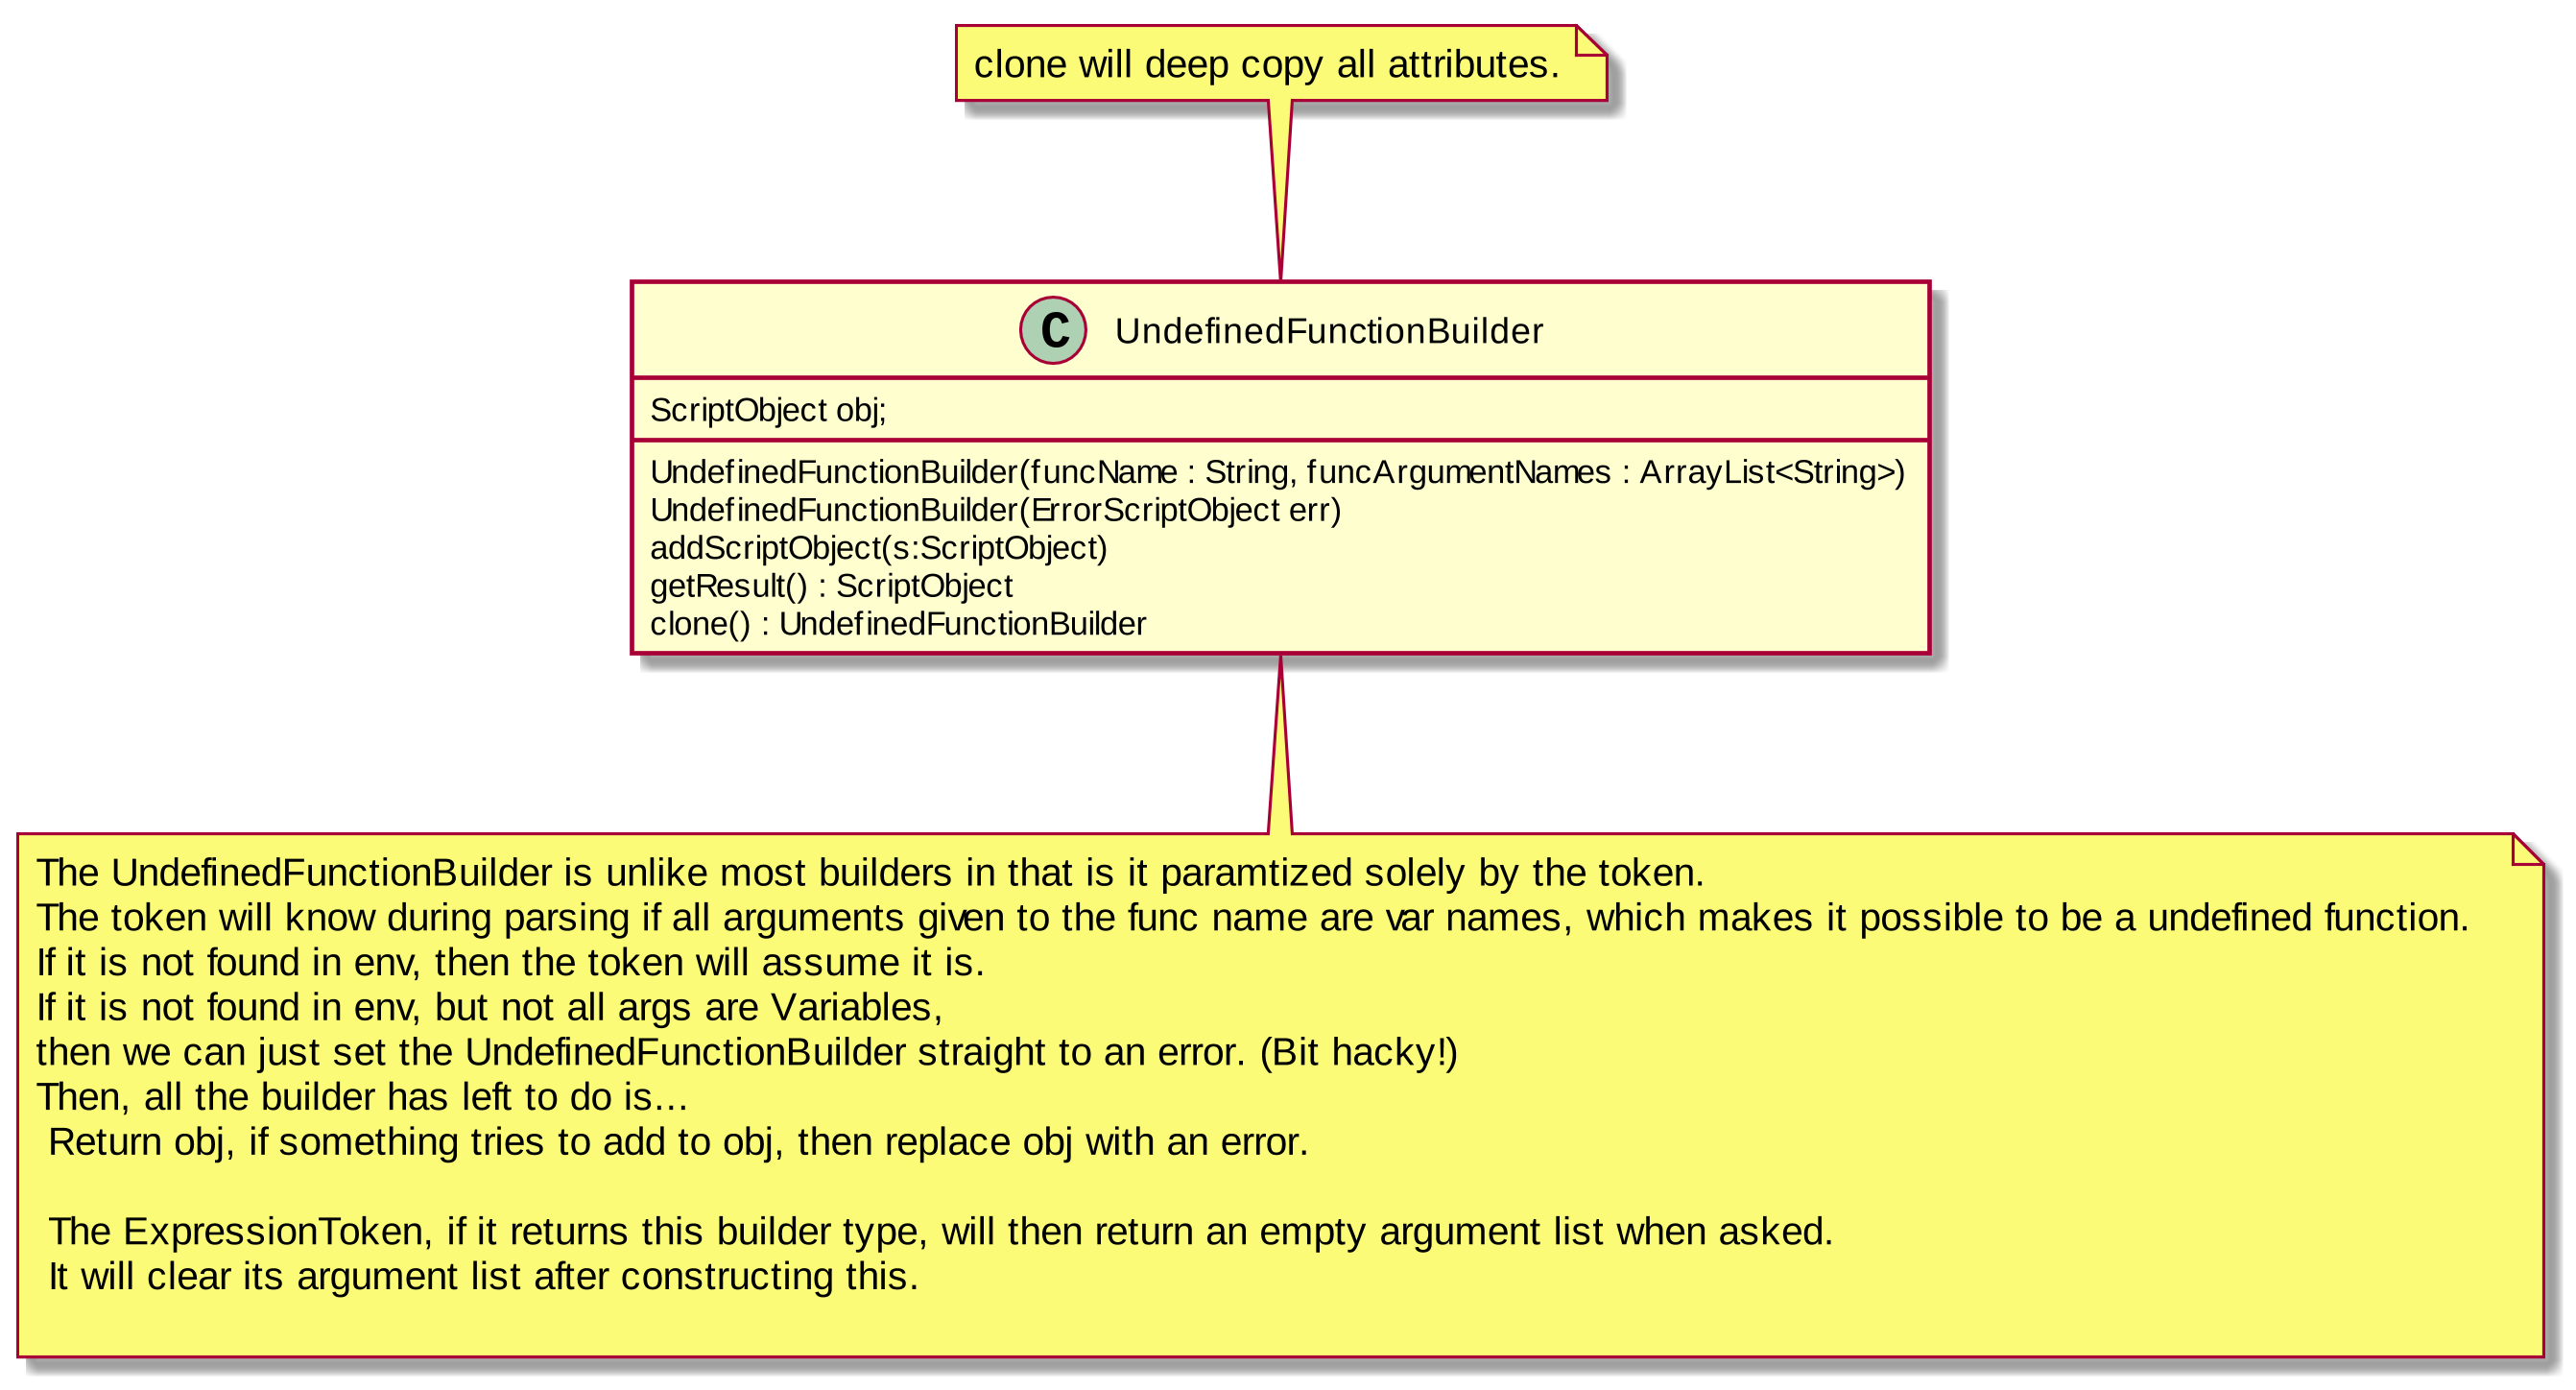 clone will deep copy all attributes.
C UndefinedFunctionBuilder
ScriptObject obj;
UndefinedFunctionBuilder(funcName : String, funcArgumentNames : ArrayList<String>)
UndefinedFunctionBuilder(ErrorScriptObject err)
addScriptObject(s:ScriptObject)
getResult() : ScriptObject
clone() : UndefinedFunctionBuilder
The UndefinedFunctionBuilder is unlike most builders in that is it paramtized solely by the token.
The token will know during parsing if all arguments given to the func name are var names, which makes it possible to be a undefined function.
If it is not found in env, then the token will assume it is.
If it is not found in env, but not all args are Variables,
then we can just set the UndefinedFunctionBuilder straight to an error. (Bit hacky!)
Then, all the builder has left to do is...
Return obj, if something tries to add to obj, then replace obj with an error.
The ExpressionToken, if it returns this builder type, will then return an empty argument list when asked.
It will clear its argument list after constructing this.